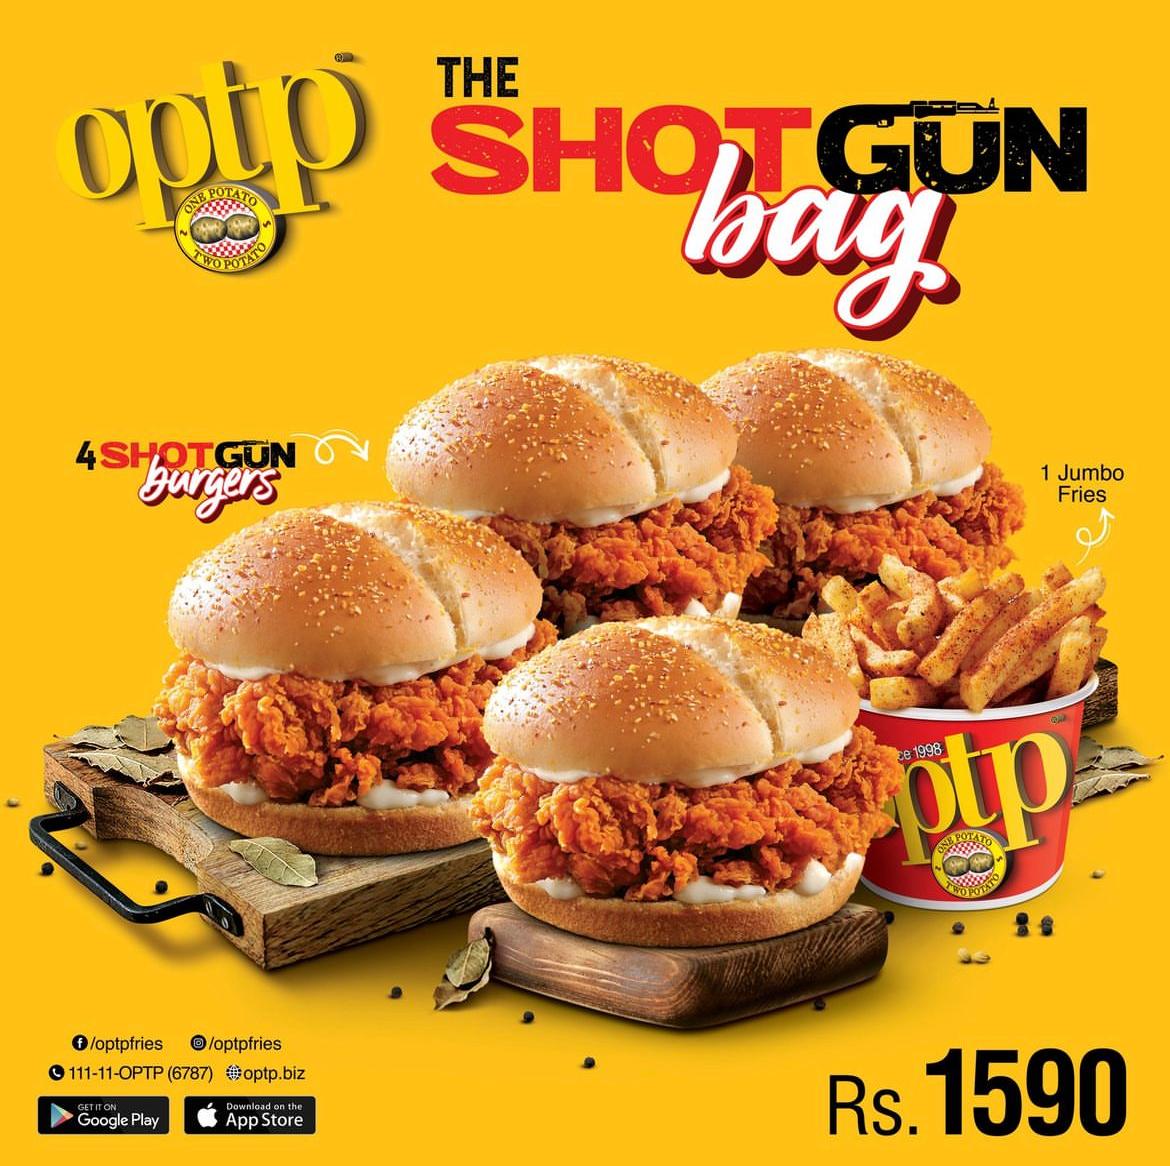 optp®
ONE POTATO
TWO POTATO
THE
SHOTGUN
bag
4 SHOTGUN
burgers
1 Jumbo
Fries
ce 1998
optp
ONE POTATO
TWO POTATO
/optpfries /optpfries
111-11-OPTP (6787) optp.biz
GET IT ON
Google Play
Download on the
App Store
Rs. 1590